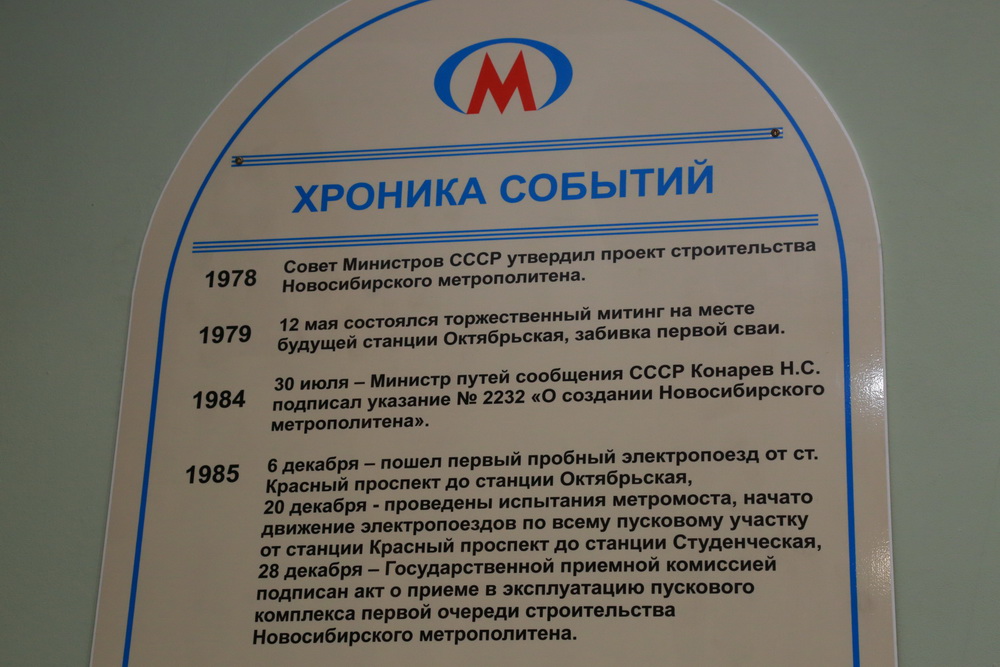 М
ХРОНИКА СОБЫТИЙ
1978 Совет Министров СССР утвердил проект строительства
Новосибирского метрополитена.
1979 12 мая состоялся торжественный митинг на месте
будущей станции Октябрьская, забивка первой сваи.
1984 30 июля – Министр путей сообщения СССР Конарев Н.С.
подписал указание № 2232 «О создании Новосибирского
метрополитена».
1985 6 декабря – пошел первый пробный электропоезд от ст.
Красный проспект до станции Октябрьская,
20 декабря - проведены испытания метромоста, начато
движение электропоездов по всему пусковому участку
от станции Красный проспект до станции Студенческая,
28 декабря – Государственной приемной комиссией
подписан акт о приеме в эксплуатацию пускового
комплекса первой очереди строительства
Новосибирского метрополитена.